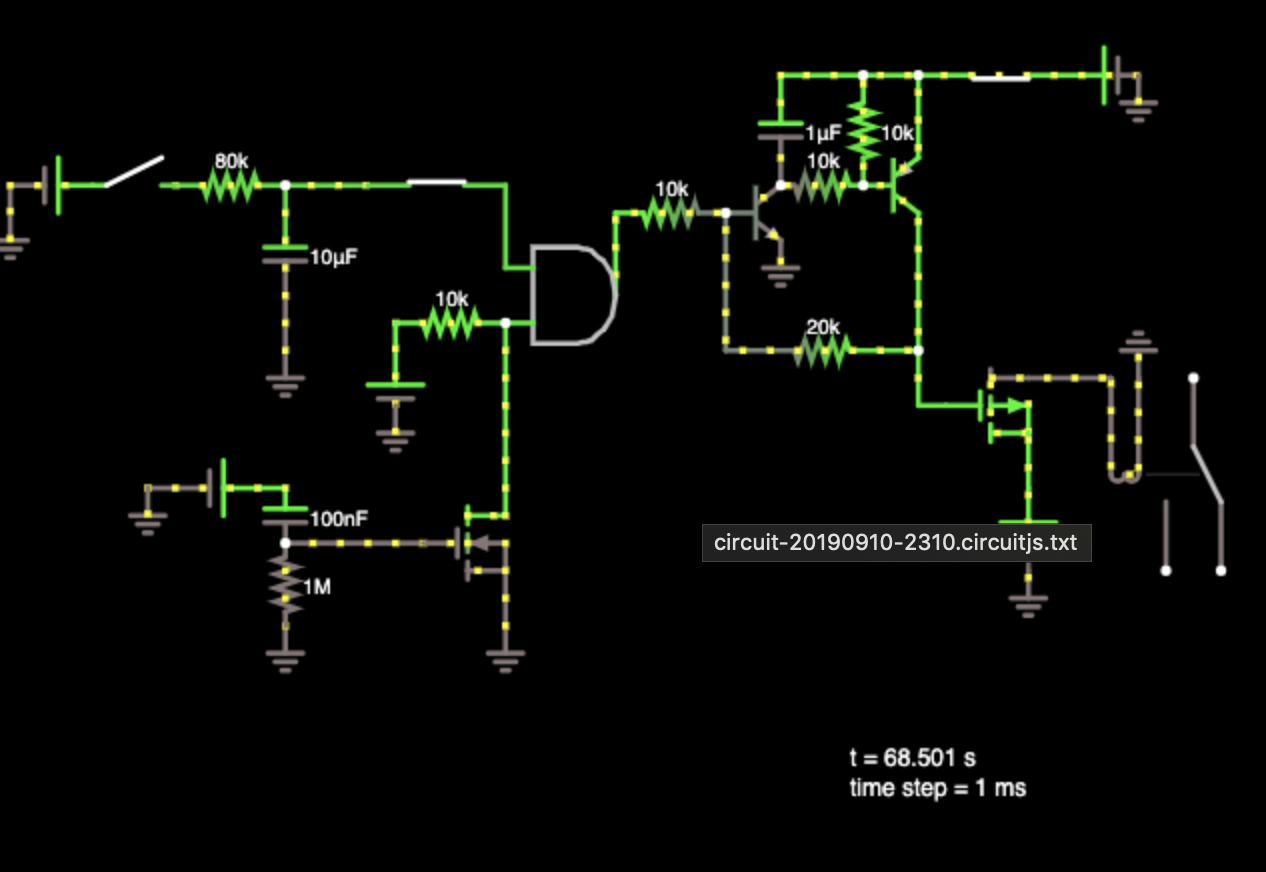 1µF
10k
80k
10k
10k
10µF
10k
20k
100nF
circuit-20190910-2310.circuitjs.txt
1M
t = 68.501 s
time step = 1 ms